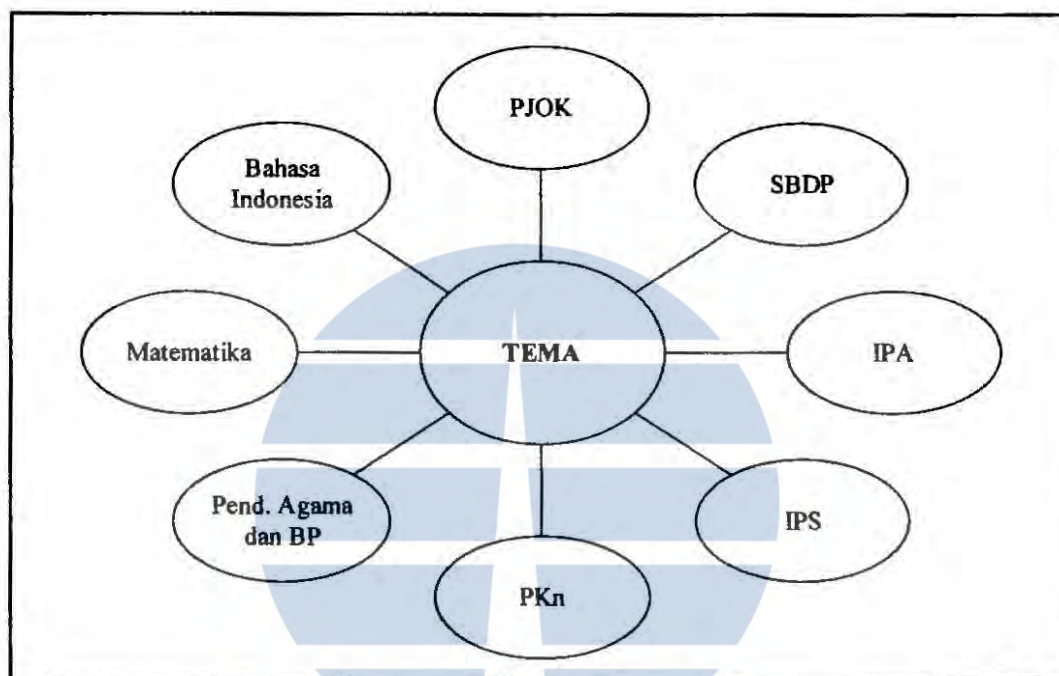 PJOK
Bahasa
Indonesia
SBDP
Matematika
TEMA
IPA
Pend. Agama
dan BP
IPS
PKn